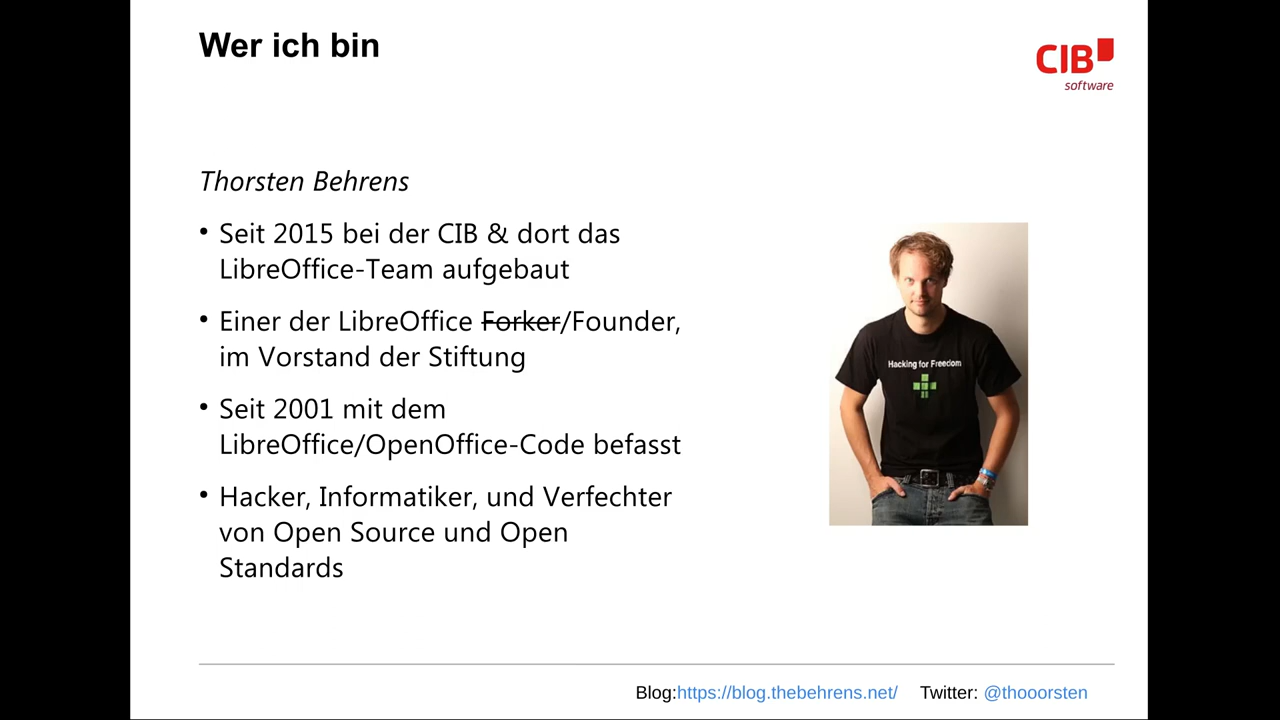 Wer ich bin
CIB
software
Thorsten Behrens
• Seit 2015 bei der CIB & dort das
LibreOffice-Team aufgebaut
• Einer der LibreOffice Forker/Founder,
im Vorstand der Stiftung
• Seit 2001 mit dem
LibreOffice/OpenOffice-Code befasst
• Hacker, Informatiker, und Verfechter
von Open Source und Open
Standards
Hacking for Freedom
Blog:https://blog.thebehrens.net/ Twitter: @thooorsten